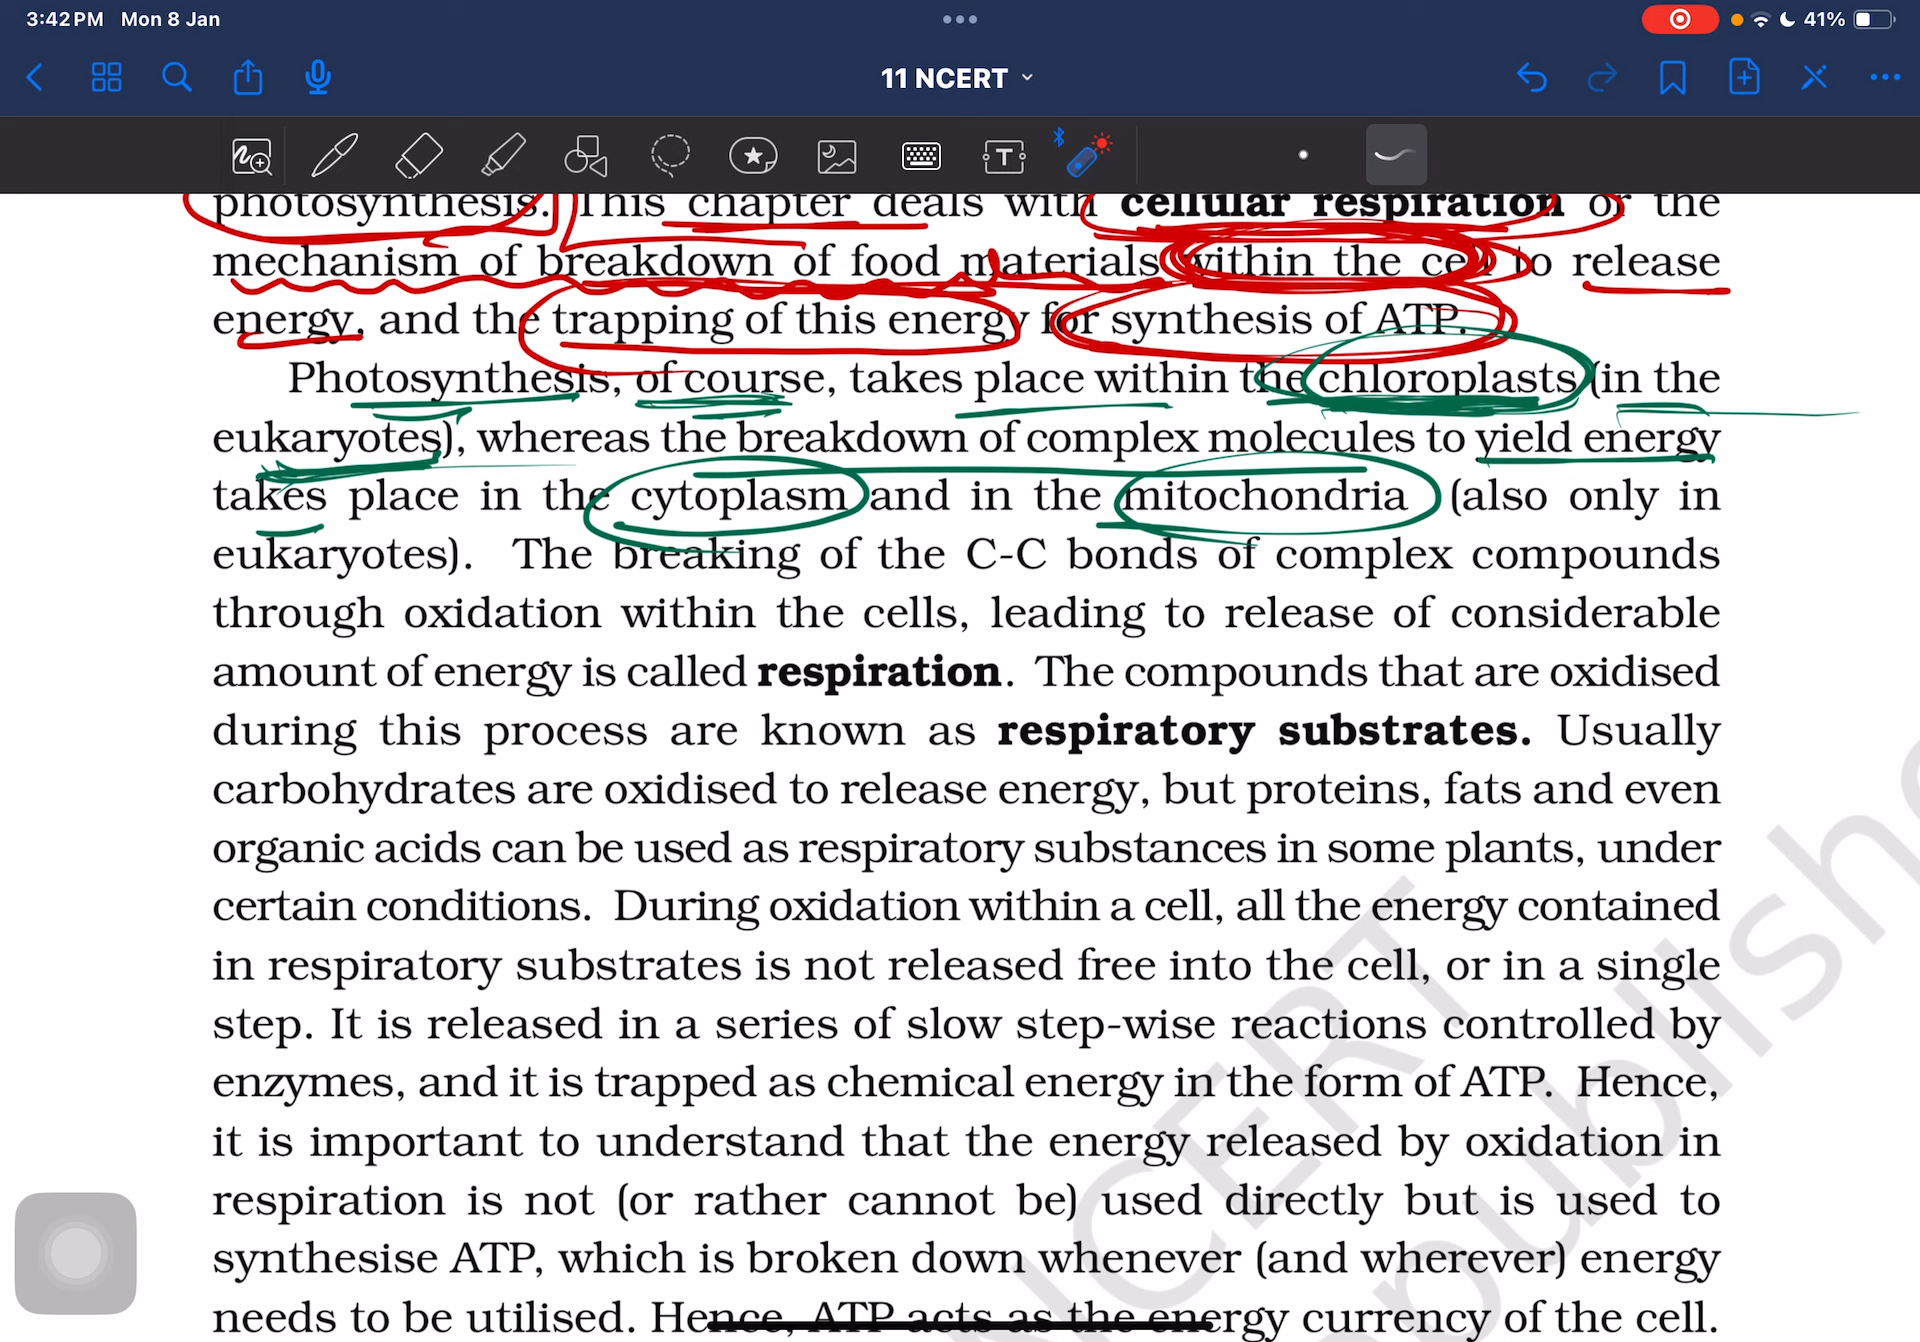 3:42 PM Mon 8 Jan
41%
11 NCERT
photosynthesis. This chapter deals with cellular respiration or the
mechanism of breakdown of food materials within the cell to release
energy, and the trapping of this energy for synthesis of ATP.
Photosynthesis, of course, takes place within the chloroplasts (in the
eukaryotes), whereas the breakdown of complex molecules to yield energy
takes place in the cytoplasm and in the mitochondria (also only in
eukaryotes). The breaking of the C-C bonds of complex compounds
through oxidation within the cells, leading to release of considerable
amount of energy is called respiration. The compounds that are oxidised
during this process are known as respiratory substrates. Usually
carbohydrates are oxidised to release energy, but proteins, fats and even
organic acids can be used as respiratory substances in some plants, under
certain conditions. During oxidation within a cell, all the energy contained
in respiratory substrates is not released free into the cell, or in a single
step. It is released in a series of slow step-wise reactions controlled by
enzymes, and it is trapped as chemical energy in the form of ATP. Hence,
it is important to understand that the energy released by oxidation in
respiration is not (or rather cannot be) used directly but is used to
synthesise ATP, which is broken down whenever (and wherever) energy
needs to be utilised. Hence, ATP acts as the energy currency of the cell.
NCERT